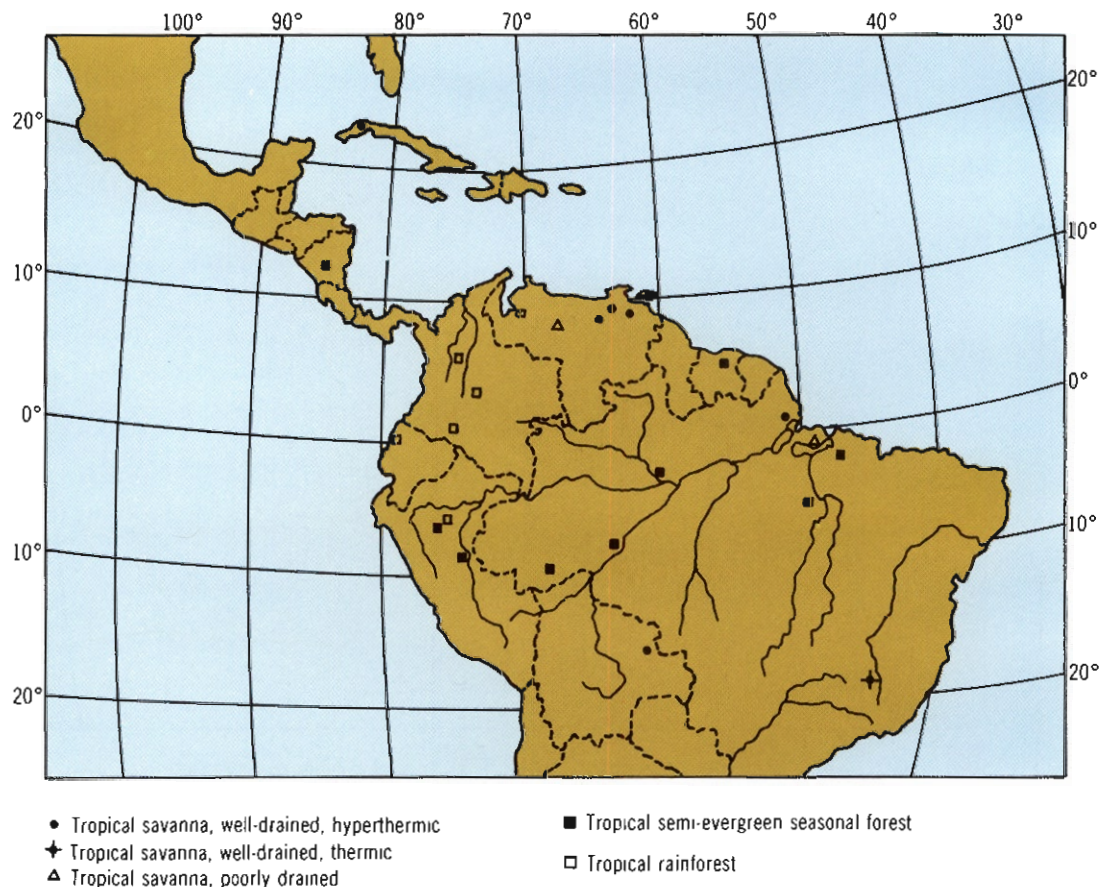 100° 90° 80° 70° 60° 50° 40° 30°
20° 20°
10° 10°
0° 0°
10° 10°
20° 20°
Tropical savanna, well-drained, hyperthermic
Tropical savanna, well-drained, thermic
Tropical savanna, poorly drained
Tropical semi-evergreen seasonal forest
Tropical rainforest